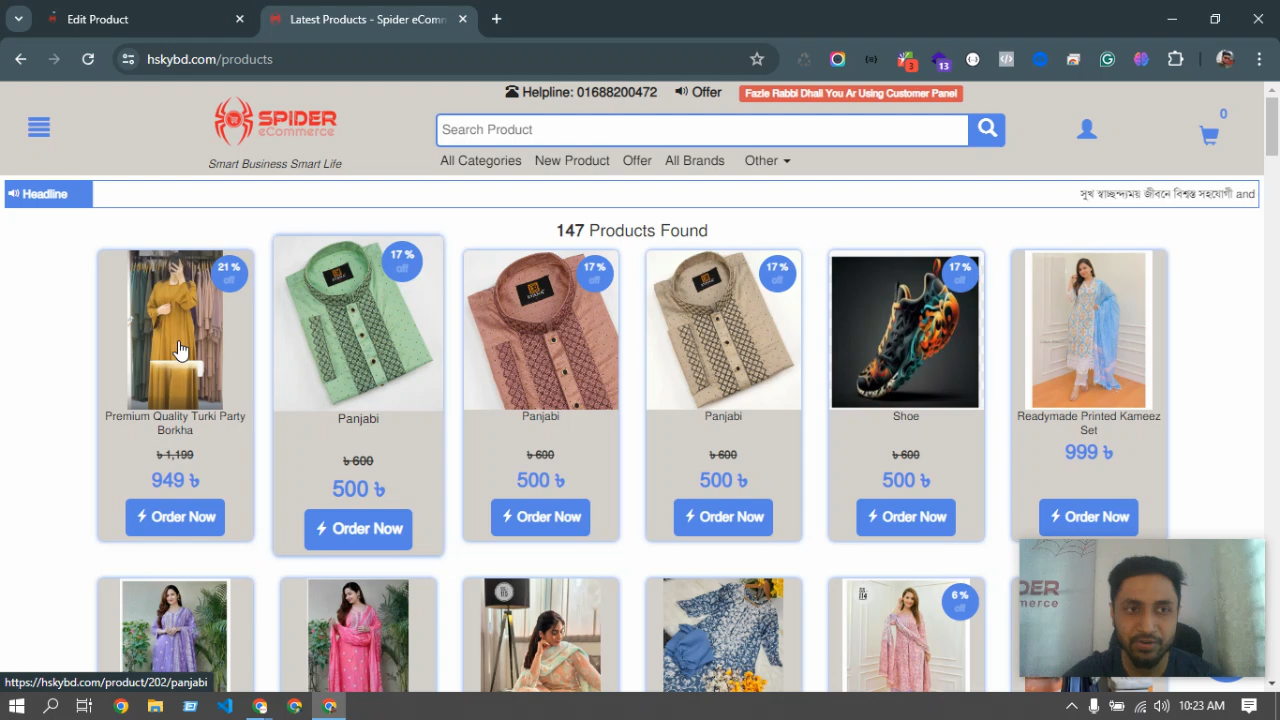 Edit Product
Latest Products - Spider eComm
hskybd.com/products
3
13
Helpline: 01688200472
Offer
Fazle Rabbi Dhali You Ar Using Customer Panel
SPIDER
eCommerce
Smart Business Smart Life
Search Product
0
All Categories
New Product
Offer
All Brands
Other
Headline
সুখ স্বাচ্ছন্দ্যময় জীবনে বিশ্বস্ত সহযোগী and
147 Products Found
21 %
off
17 %
off
17 %
off
17 %
off
17 %
off
Premium Quality Turki Party
Borkha
৳ 1,199
949 ৳
Order Now
Panjabi
৳ 600
500 ৳
Order Now
Panjabi
৳ 600
500 ৳
Order Now
Panjabi
৳ 600
500 ৳
Order Now
Shoe
৳ 600
500 ৳
Order Now
Readymade Printed Kameez
Set
999 ৳
Order Now
6 %
off
DER
merce
https://hskybd.com/product/202/panjabi
10:23 AM